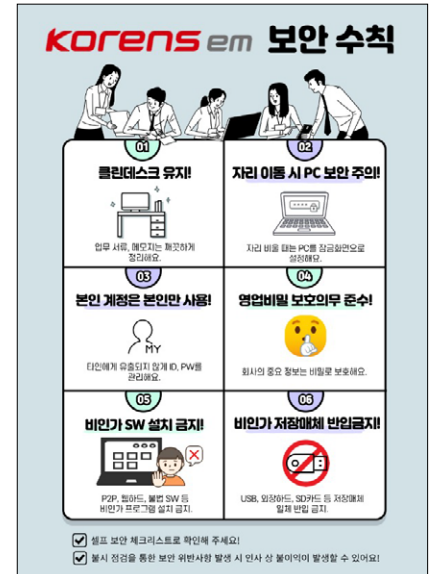 KORENS em 보안 수칙
01
클린데스크 유지!
업무 서류, 메모지는 깨끗하게
정리해요.
02
자리 이동 시 PC 보안 주의!
자리 비울 때는 PC를 잠금화면으로
설정해요.
03
본인 계정은 본인만 사용!
MY
타인에게 유출되지 않게 ID, PW를
관리해요.
04
영업비밀 보호의무 준수!
회사의 중요 정보는 비밀로 보호해요.
05
비인가 SW 설치 금지!
P2P, 웹하드, 불법 SW 등
비인가 프로그램 설치 금지.
06
비인가 저장매체 반입금지!
USB, 외장하드, SD카드 등 저장매체
일체 반입 금지.
셀프 보안 체크리스트로 확인해 주세요!
불시 점검을 통한 보안 위반사항 발생 시 인사 상 불이익이 발생할 수 있어요!